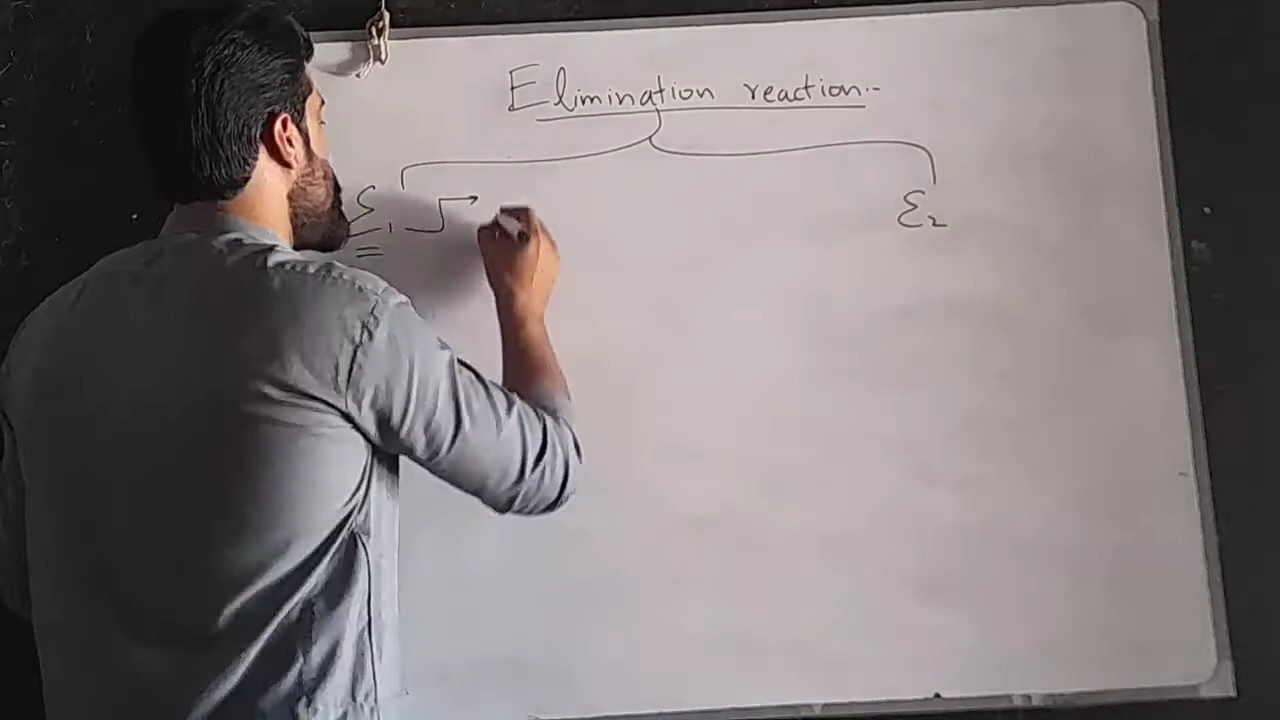 Elimination reaction..
E1 → E2